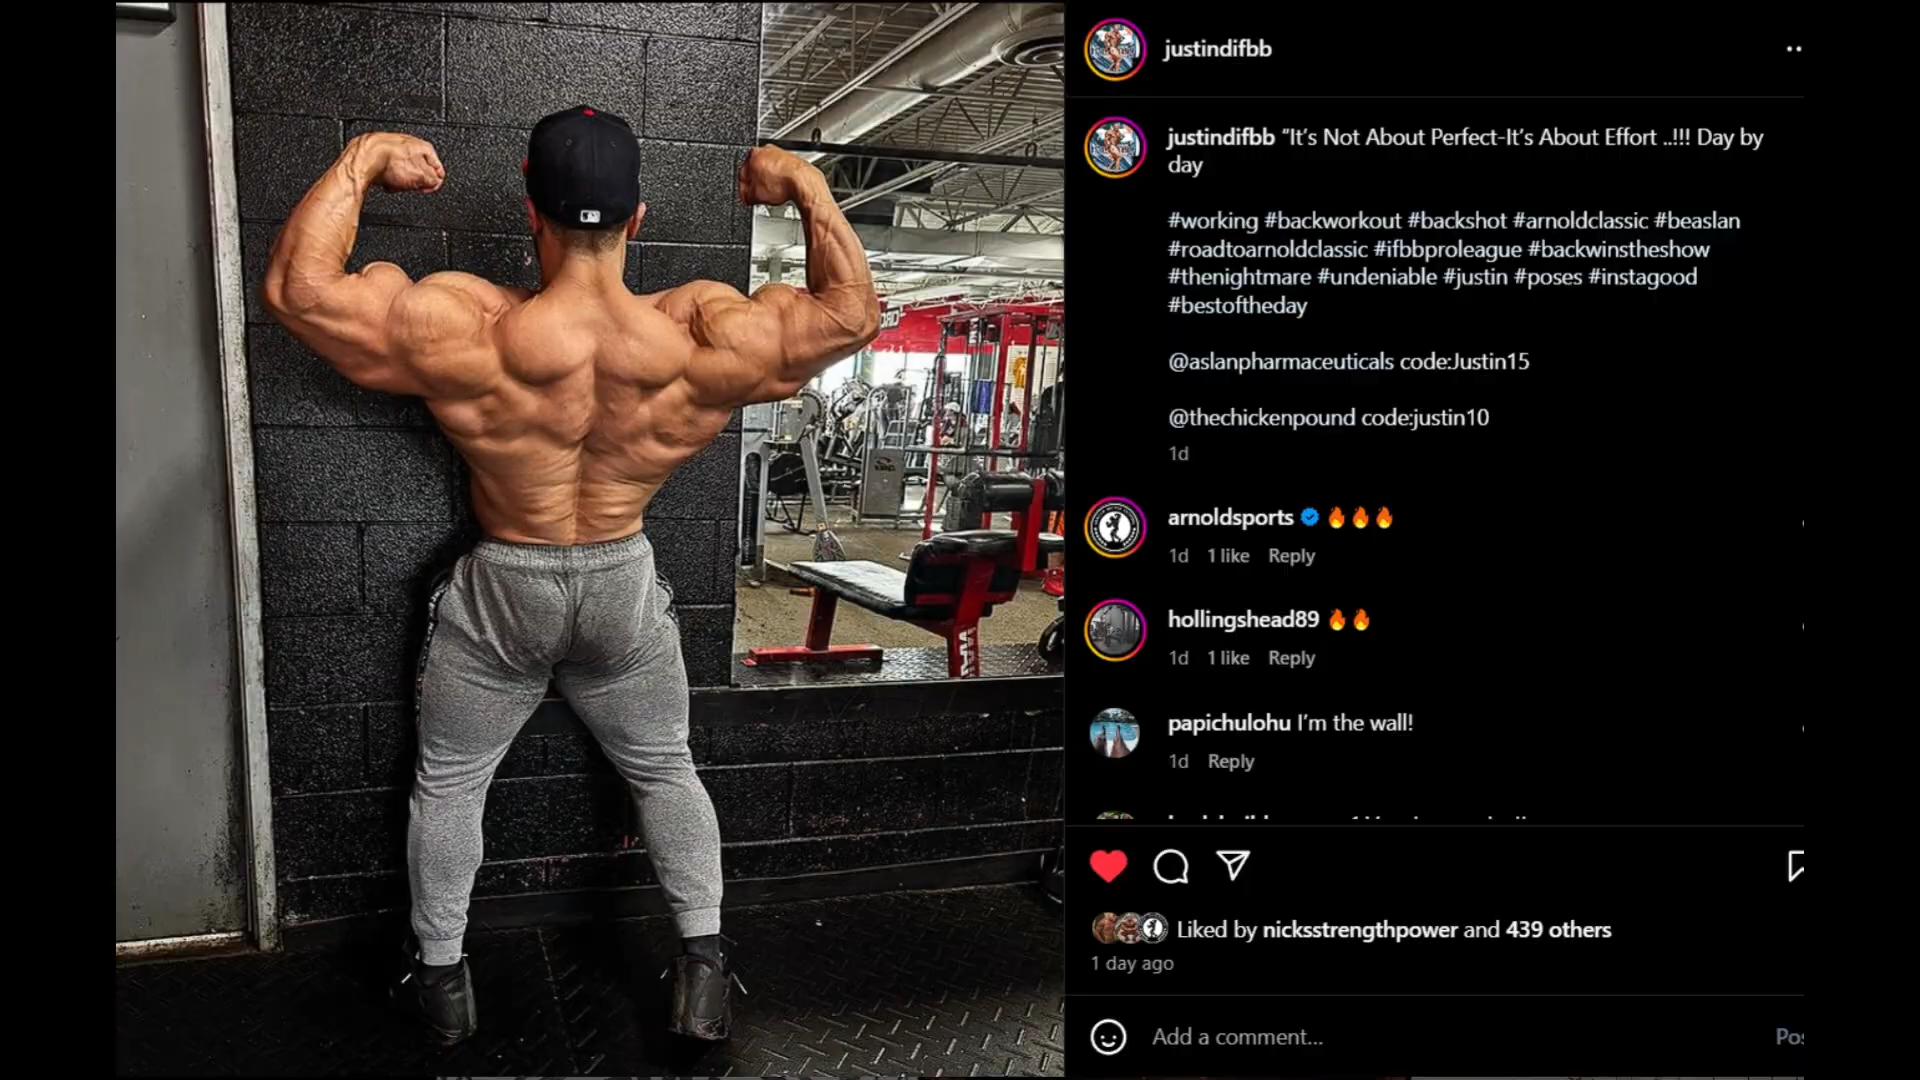 justindifbb
justindifbb "It's Not About Perfect-It's About Effort ..!!! Day by
day
#working #backworkout #backshot #arnoldclassic #beaslan
#roadtoarnoldclassic #ifbbproleague #backwinstheshow
#thenightmare #undeniable #justin #poses #instagood
#bestoftheday
@aslanpharmaceuticals code:Justin15
@thechickenpound code:justin10
1d
arnoldsports 🔥🔥🔥
1d 1 like Reply
hollingshead89 🔥🔥
1d 1 like Reply
papichulohu I'm the wall!
1d Reply
Liked by nicksstrengthpower and 439 others
1 day ago
Add a comment...